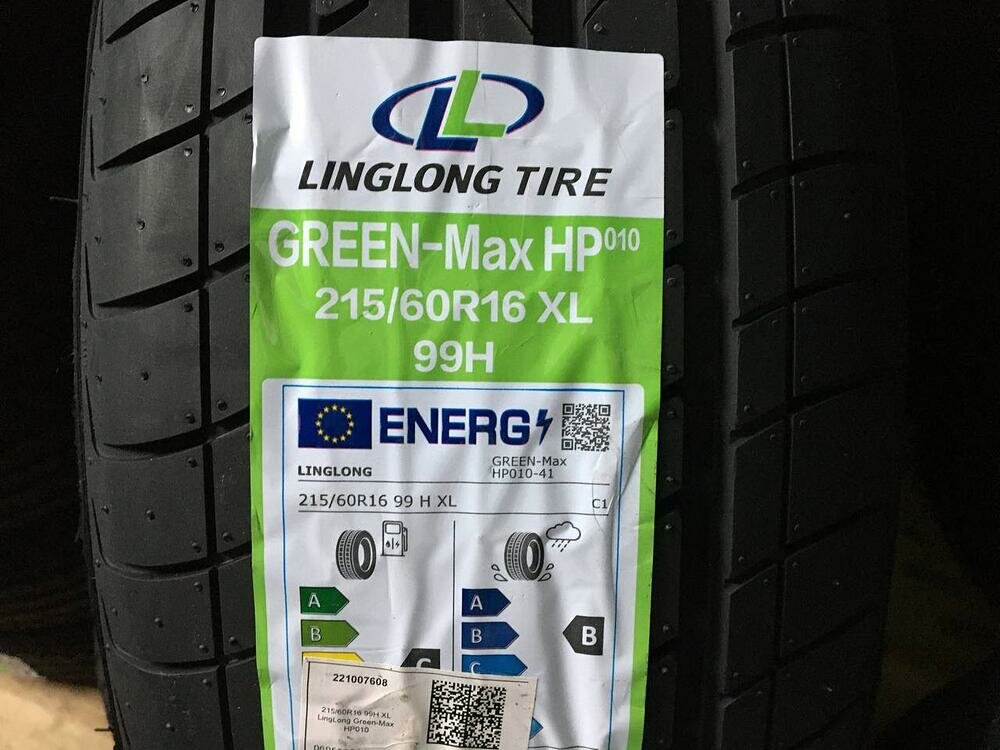 LINGLONG TIRE
GREEN-Max HP010
215/60R16 XL
99H
ENERG
LINGLONG
GREEN-Max
HP010-41
215/60R16 99 H XL
C1
A
A
B
B
B
C
C
221007608
215/60R16 99H XL
LingLong Green-Max
HP010